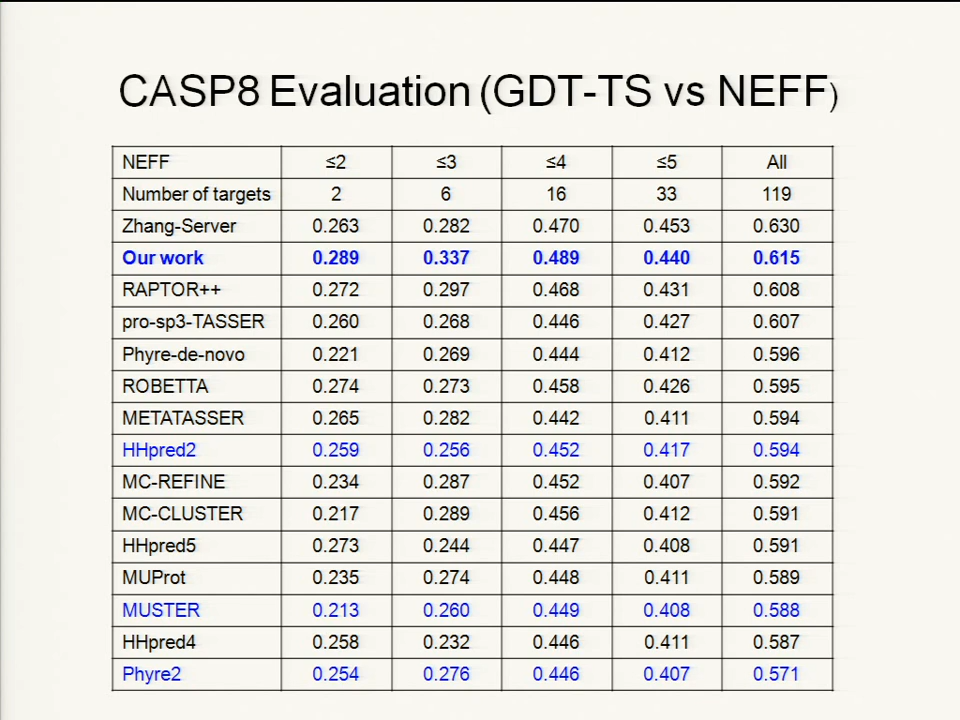 CASP8 Evaluation (GDT-TS vs NEFF)
NEFF ≤2 ≤3 ≤4 ≤5 All
Number of targets 2 6 16 33 119
Zhang-Server 0.263 0.282 0.470 0.453 0.630
Our work 0.289 0.337 0.489 0.440 0.615
RAPTOR++ 0.272 0.297 0.468 0.431 0.608
pro-sp3-TASSER 0.260 0.268 0.446 0.427 0.607
Phyre-de-novo 0.221 0.269 0.444 0.412 0.596
ROBETTA 0.274 0.273 0.458 0.426 0.595
METATASSER 0.265 0.282 0.442 0.411 0.594
HHpred2 0.259 0.256 0.452 0.417 0.594
MC-REFINE 0.234 0.287 0.452 0.407 0.592
MC-CLUSTER 0.217 0.289 0.456 0.412 0.591
HHpred5 0.273 0.244 0.447 0.408 0.591
MUProt 0.235 0.274 0.448 0.411 0.589
MUSTER 0.213 0.260 0.449 0.408 0.588
HHpred4 0.258 0.232 0.446 0.411 0.587
Phyre2 0.254 0.276 0.446 0.407 0.571